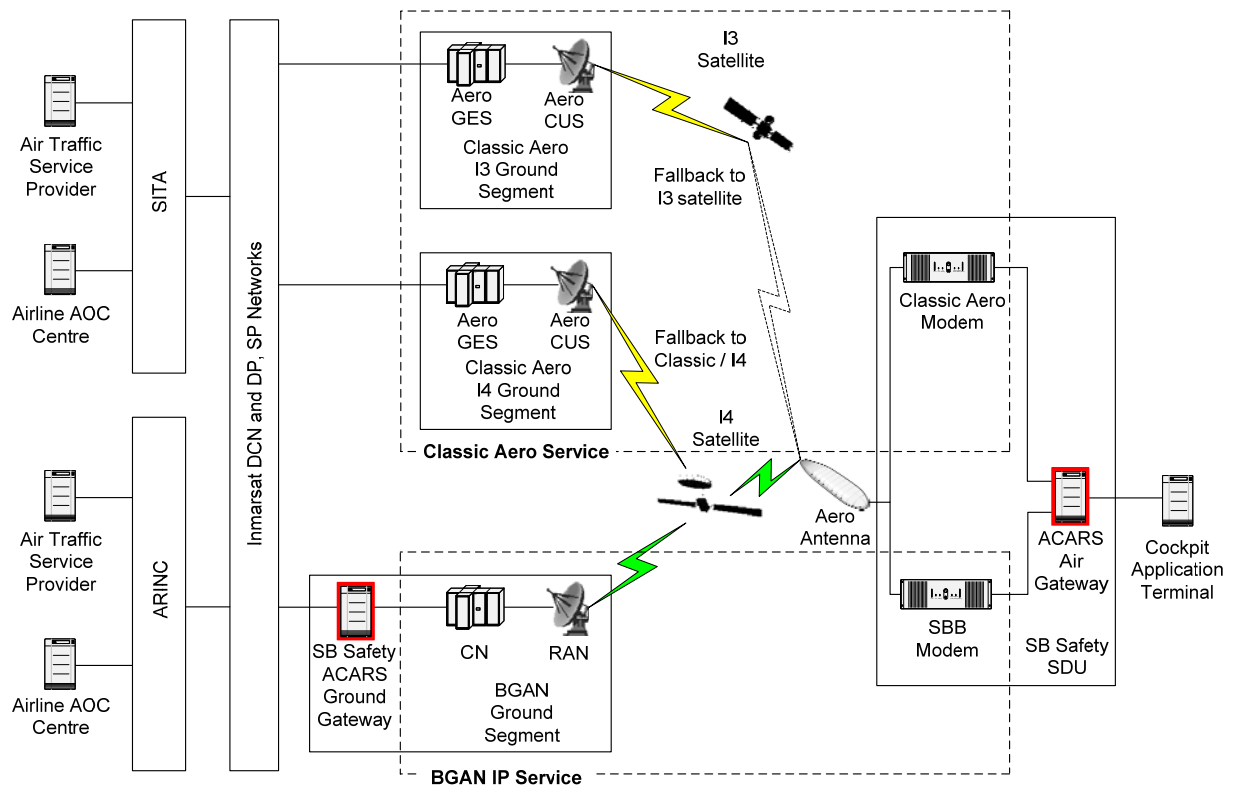 I3
Satellite
Aero
GES
Aero
CUS
Classic Aero
I3 Ground
Segment
Fallback to
I3 satellite
Air Traffic
Service
Provider
SITA
Airline AOC
Centre
Inmarsat DCN and DP, SP Networks
Aero
GES
Aero
CUS
Classic Aero
I4 Ground
Segment
Fallback to
Classic / I4
Classic Aero
Modem
I4
Satellite
Classic Aero Service
Aero
Antenna
Air Traffic
Service
Provider
ARINC
Airline AOC
Centre
SB Safety
ACARS
Ground
Gateway
CN
RAN
BGAN
Ground
Segment
BGAN IP Service
SBB
Modem
ACARS
Air
Gateway
SB Safety
SDU
Cockpit
Application
Terminal